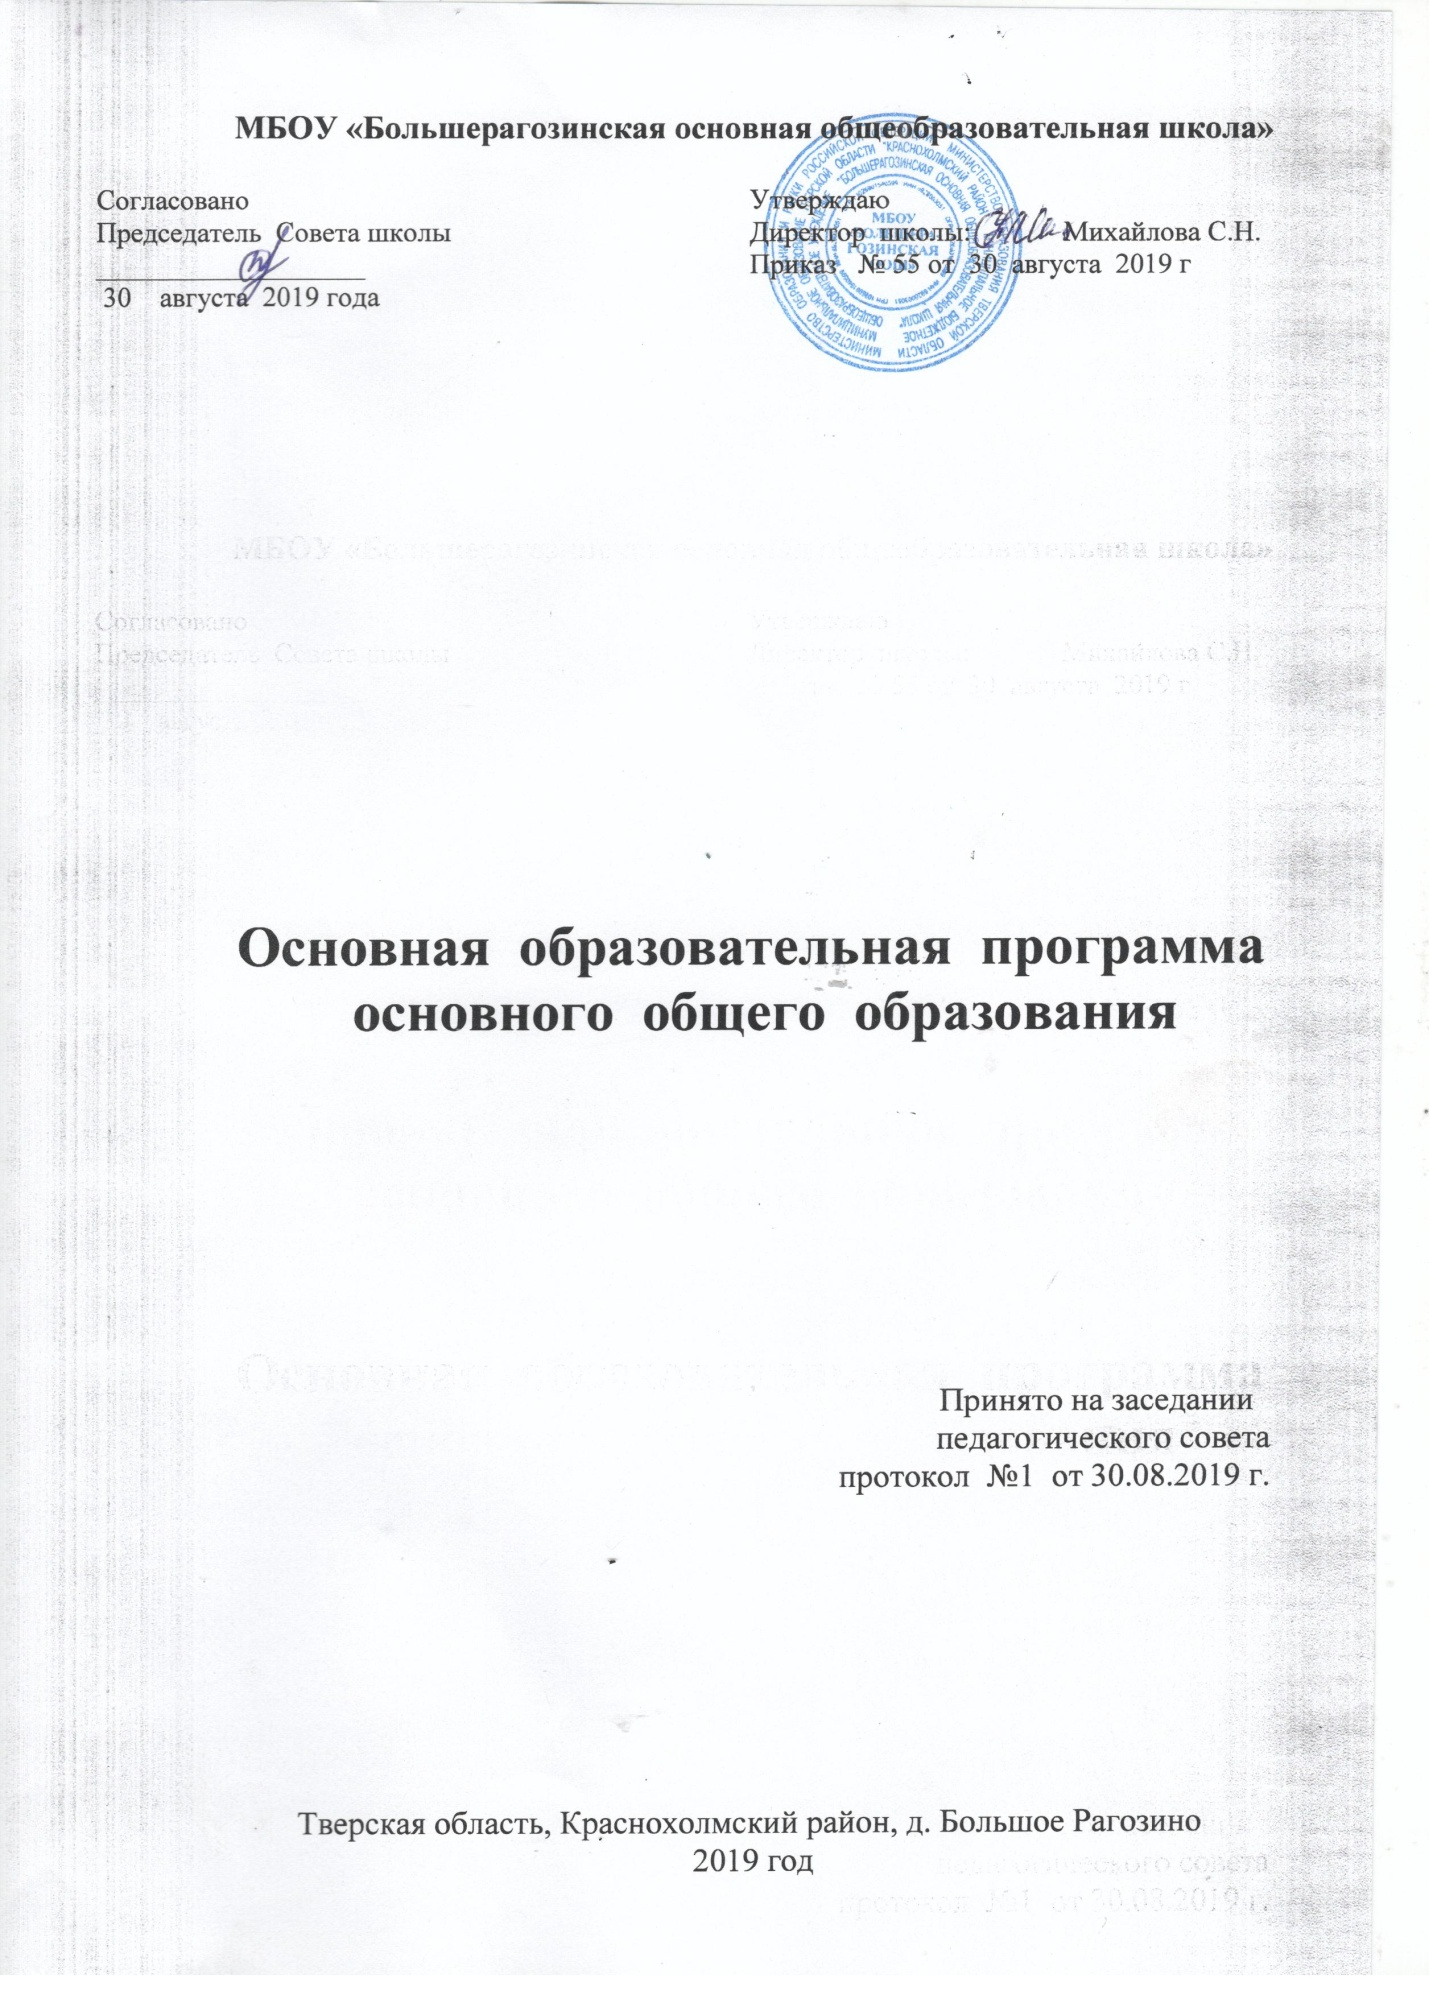 МБОУ «Большерагозинская основная общеобразовательная школа»
Согласовано
Председатель Совета школы
30 августа 2019 года
Утверждаю
Директор школы: Михайлова С.Н.
Приказ № 55 от 30 августа 2019 г
МБОУ
Основная образовательная программа
основного общего образования
Принято на заседании
педагогического совета
протокол №1 от 30.08.2019 г.
Тверская область, Краснохолмский район, д. Большое Рагозино
2019 год